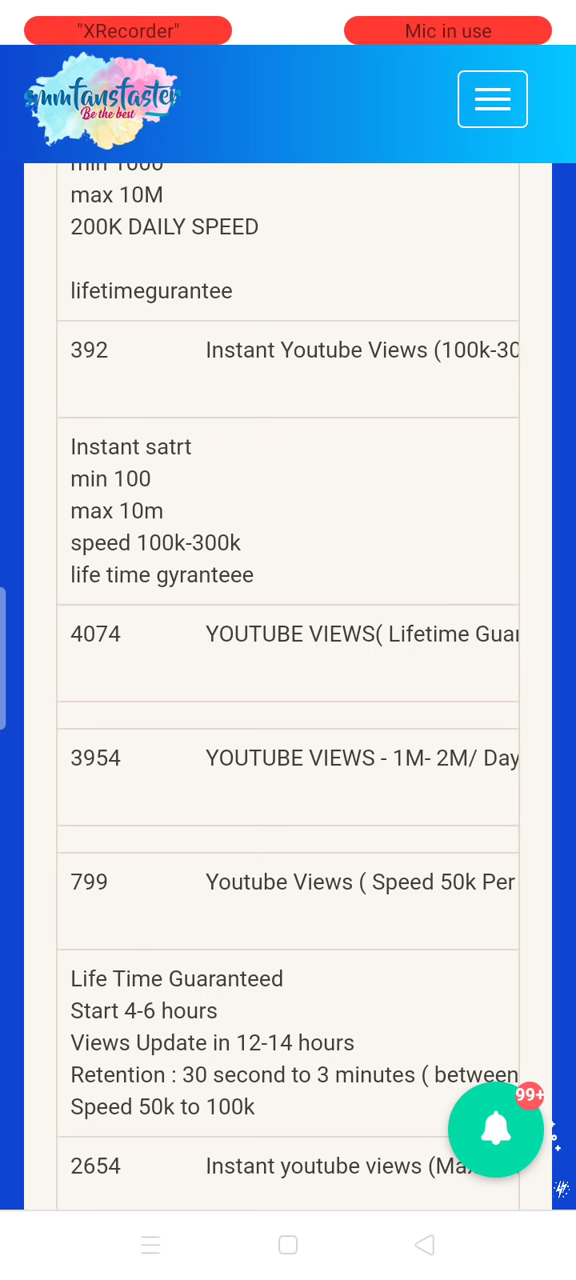 "XRecorder"
Mic in use
smmfansfaster
Be the best
min 1000
max 10M
200K DAILY SPEED
lifetimegurantee
392 Instant Youtube Views (100k-30
Instant satrt
min 100
max 10m
speed 100k-300k
life time gyranteee
4074 YOUTUBE VIEWS( Lifetime Guar
3954 YOUTUBE VIEWS - 1M- 2M/ Day
799 Youtube Views ( Speed 50k Per
Life Time Guaranteed
Start 4-6 hours
Views Update in 12-14 hours
Retention : 30 second to 3 minutes ( between
Speed 50k to 100k
99+
2654 Instant youtube views (Ma